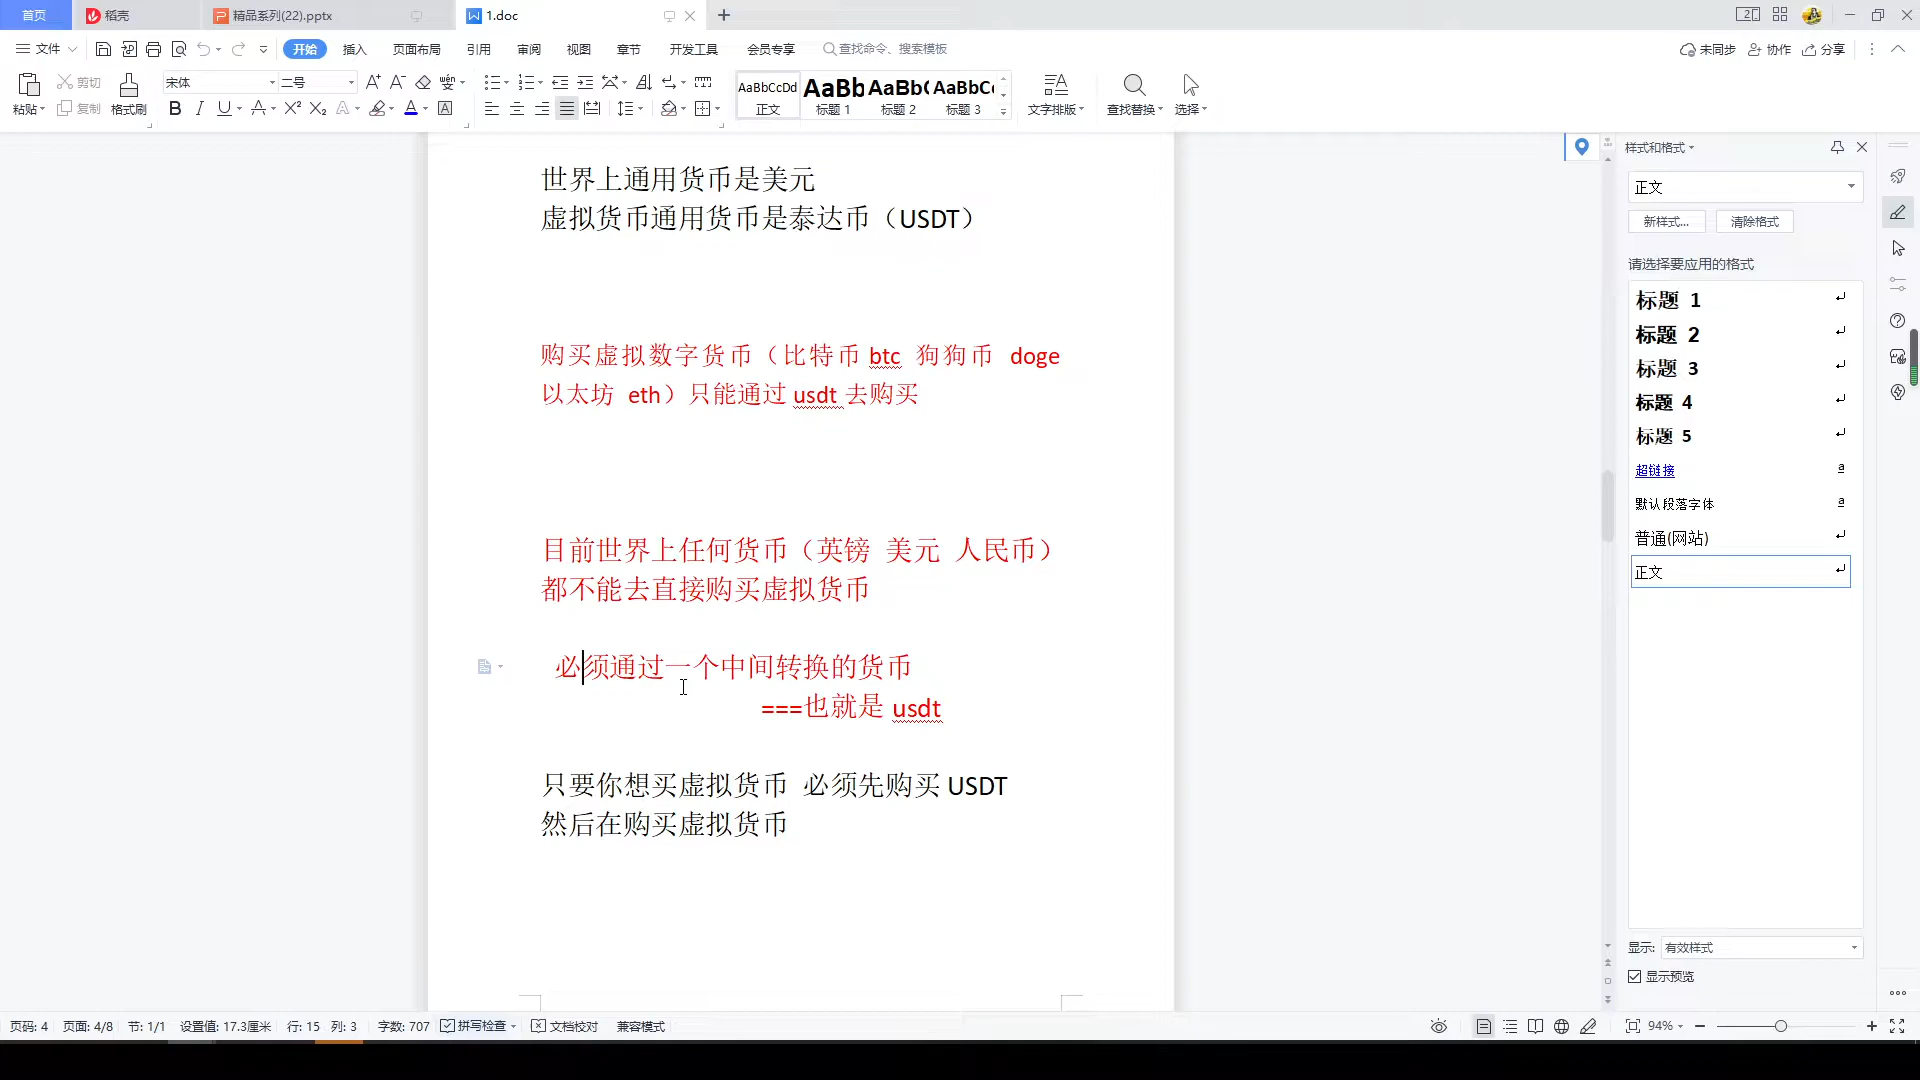 首页
稻壳
精品系列(22).pptx
1.doc
文件
开始
插入
页面布局
引用
审阅
视图
章节
开发工具
会员专享
查找命令、搜索模板
未同步
协作
分享
粘贴
剪切
复制
格式刷
宋体
二号
AaBbCcDd
正文
AaBb
标题 1
AaBb(
标题 2
AaBbC(
标题 3
文字排版
查找替换
选择
世界上通用货币是美元
虚拟货币通用货币是泰达币（USDT）
购买虚拟数字货币（比特币 btc 狗狗币 doge
以太坊 eth）只能通过 usdt 去购买
目前世界上任何货币（英镑 美元 人民币）
都不能去直接购买虚拟货币
必须通过一个中间转换的货币
===也就是 usdt
只要你想买虚拟货币 必须先购买 USDT
然后在购买虚拟货币
样式和格式
正文
新样式...
清除格式
请选择要应用的格式
标题 1
标题 2
标题 3
标题 4
标题 5
超链接
默认段落字体
普通(网站)
正文
显示: 有效样式
显示预览
页码: 4 页面: 4/8 节: 1/1 设置值: 17.3厘米 行: 15 列: 3 字数: 707 拼写检查 文档校对 兼容模式
94%